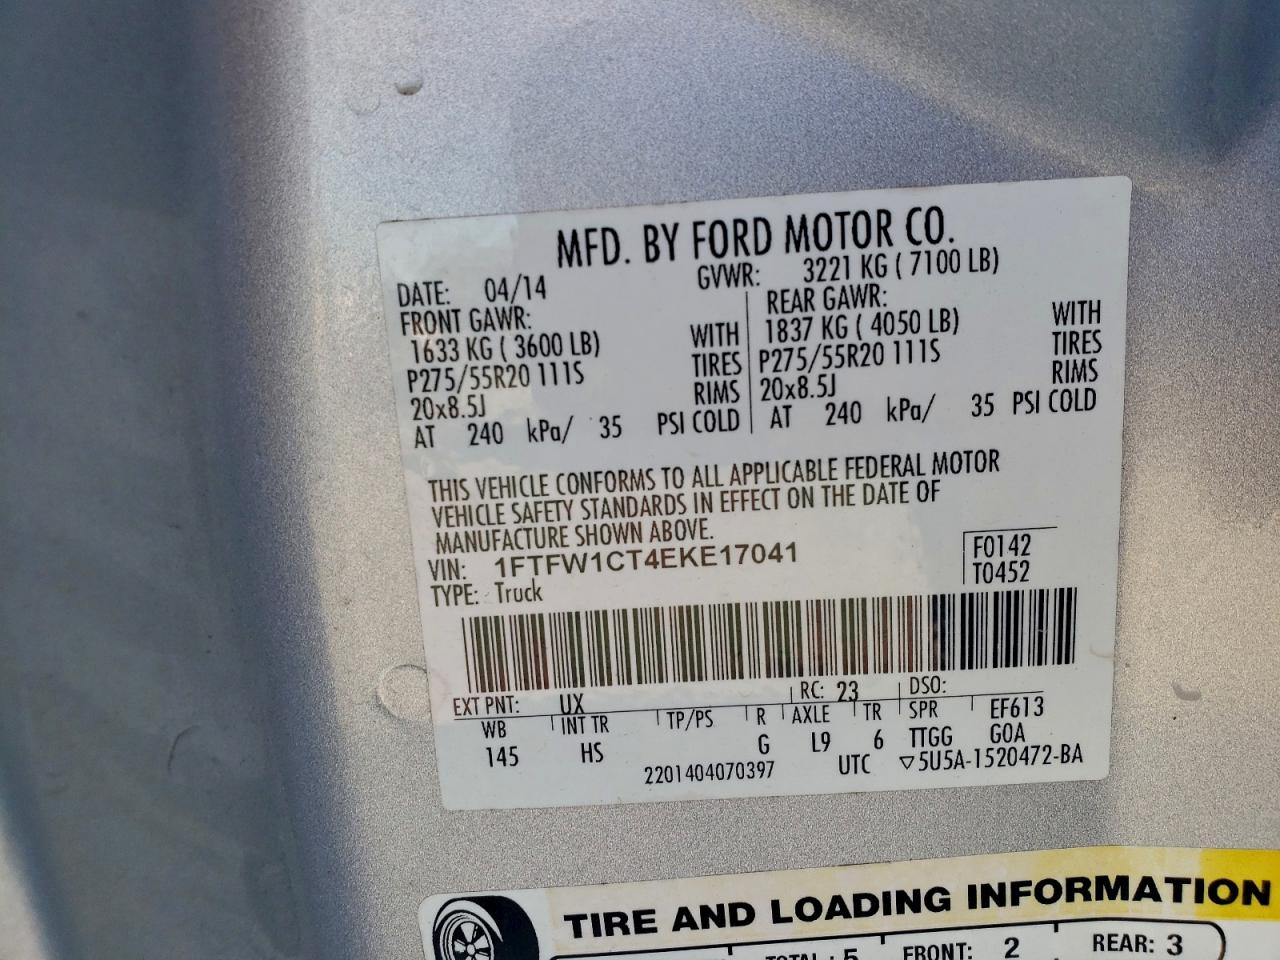 MFD. BY FORD MOTOR CO.
DATE: 04/14 GVWR: 3221 KG ( 7100 LB)
FRONT GAWR: REAR GAWR:
1633 KG ( 3600 LB) WITH 1837 KG ( 4050 LB) WITH
P275/55R20 111S TIRES P275/55R20 111S TIRES
20x8.5J RIMS 20x8.5J RIMS
AT 240 kPa/ 35 PSI COLD AT 240 kPa/ 35 PSI COLD
THIS VEHICLE CONFORMS TO ALL APPLICABLE FEDERAL MOTOR
VEHICLE SAFETY STANDARDS IN EFFECT ON THE DATE OF
MANUFACTURE SHOWN ABOVE.
VIN: 1FTFW1CT4EKE17041 F0142
TYPE: Truck T0452
EXT PNT: UX RC: 23 DSO:
WB INT TR TP/PS R AXLE TR SPR EF613
145 HS G L9 6 TTGG G0A
2201404070397 UTC ▽5U5A-1520472-BA
TIRE AND LOADING INFORMATION
TOTAL: 5 FRONT: 2 REAR: 3